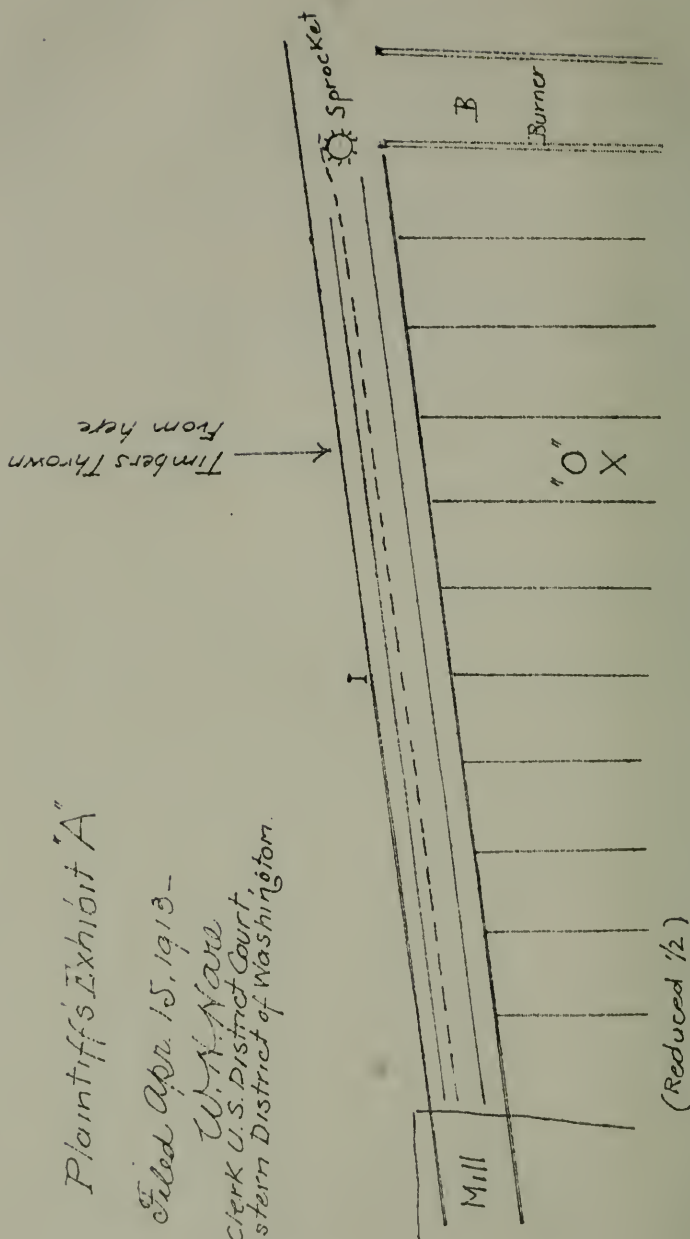 Plaintiff's Exhibit "A"
Filed Apr. 15, 1913-
Clerk U.S. District Court,
stern District of Washington.
Timbers Thrown
From here
Sprocket
B
Burner
I
"O"
X
Mill
(Reduced 1/2)